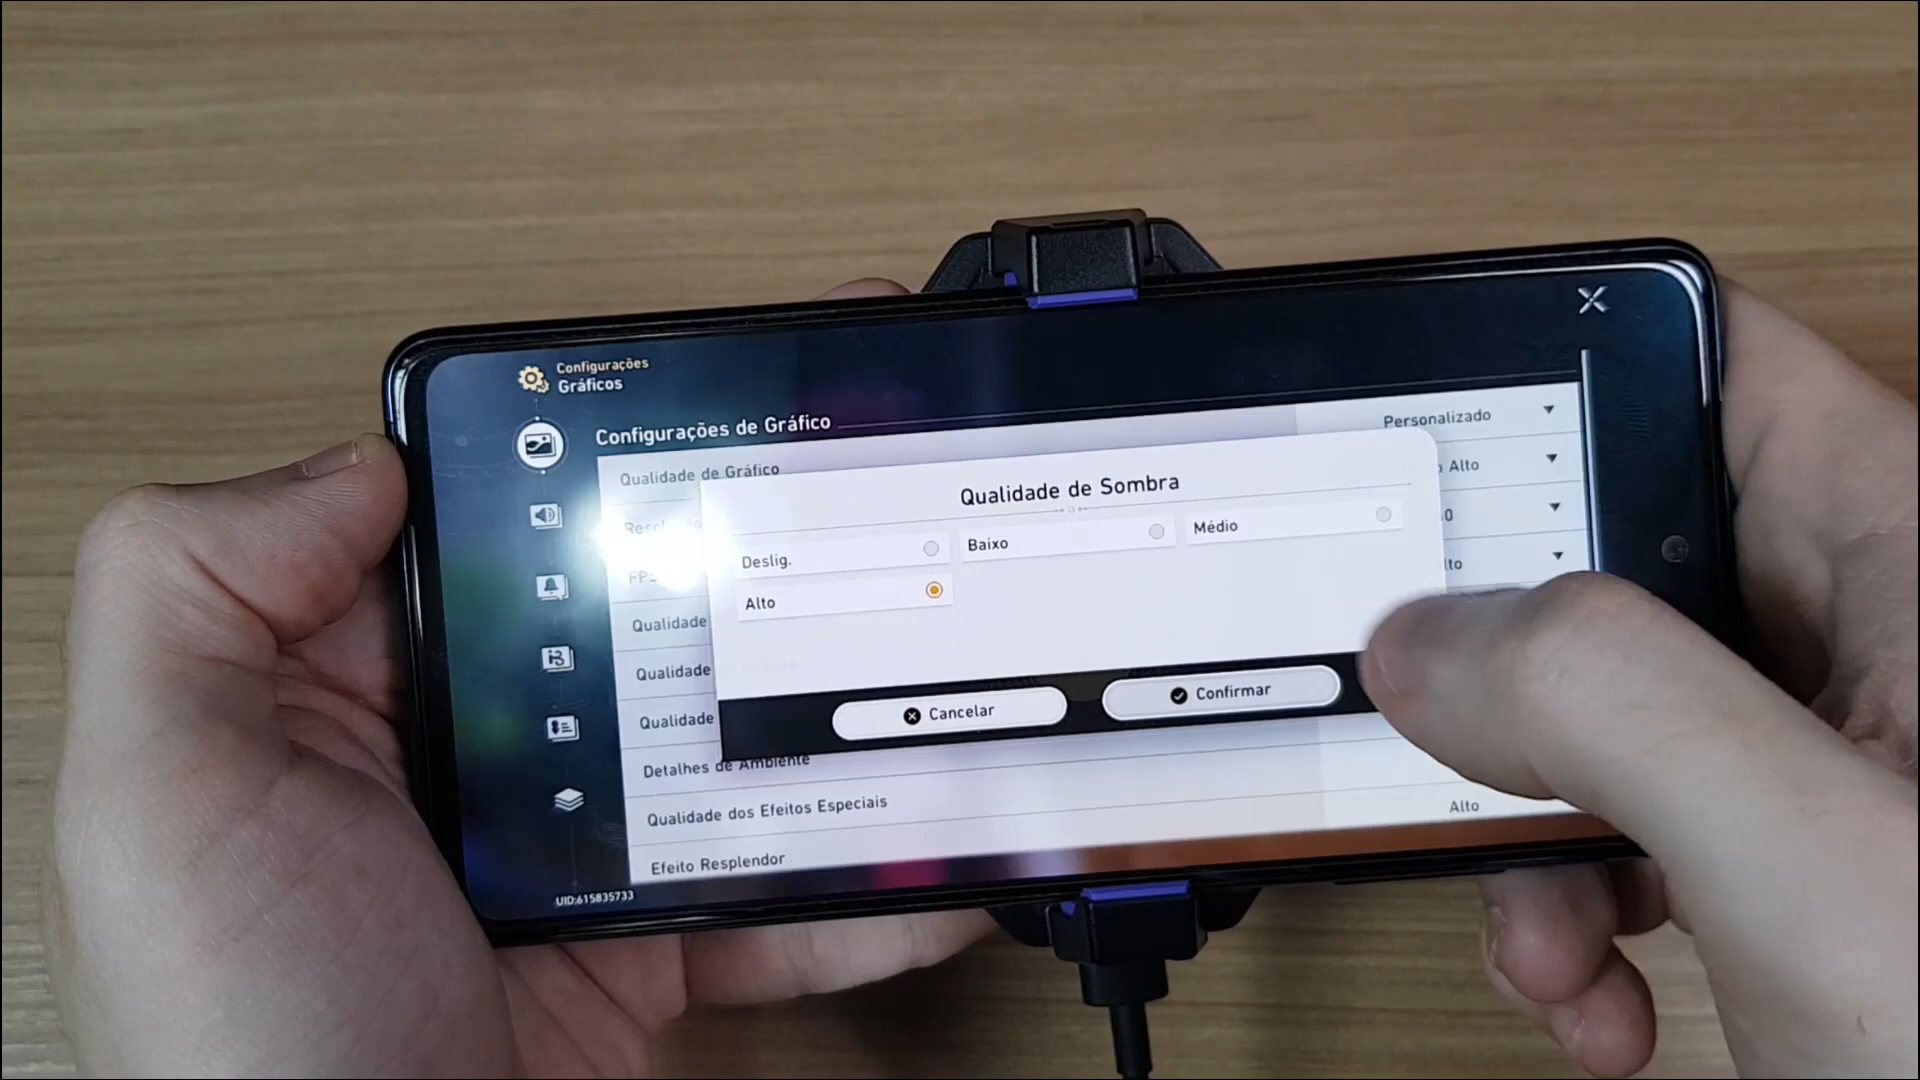 Configurações
Gráficos
Configurações de Gráfico
Qualidade de Gráfico
Personalizado
Alto
Qualidade de Sombra
Deslig.
Baixo
Médio
Alto
Qualidade
Qualidade
Qualidade
Cancelar
Confirmar
Detalhes de Ambiente
Qualidade dos Efeitos Especiais
Alto
Efeito Resplendor
UID:615835733